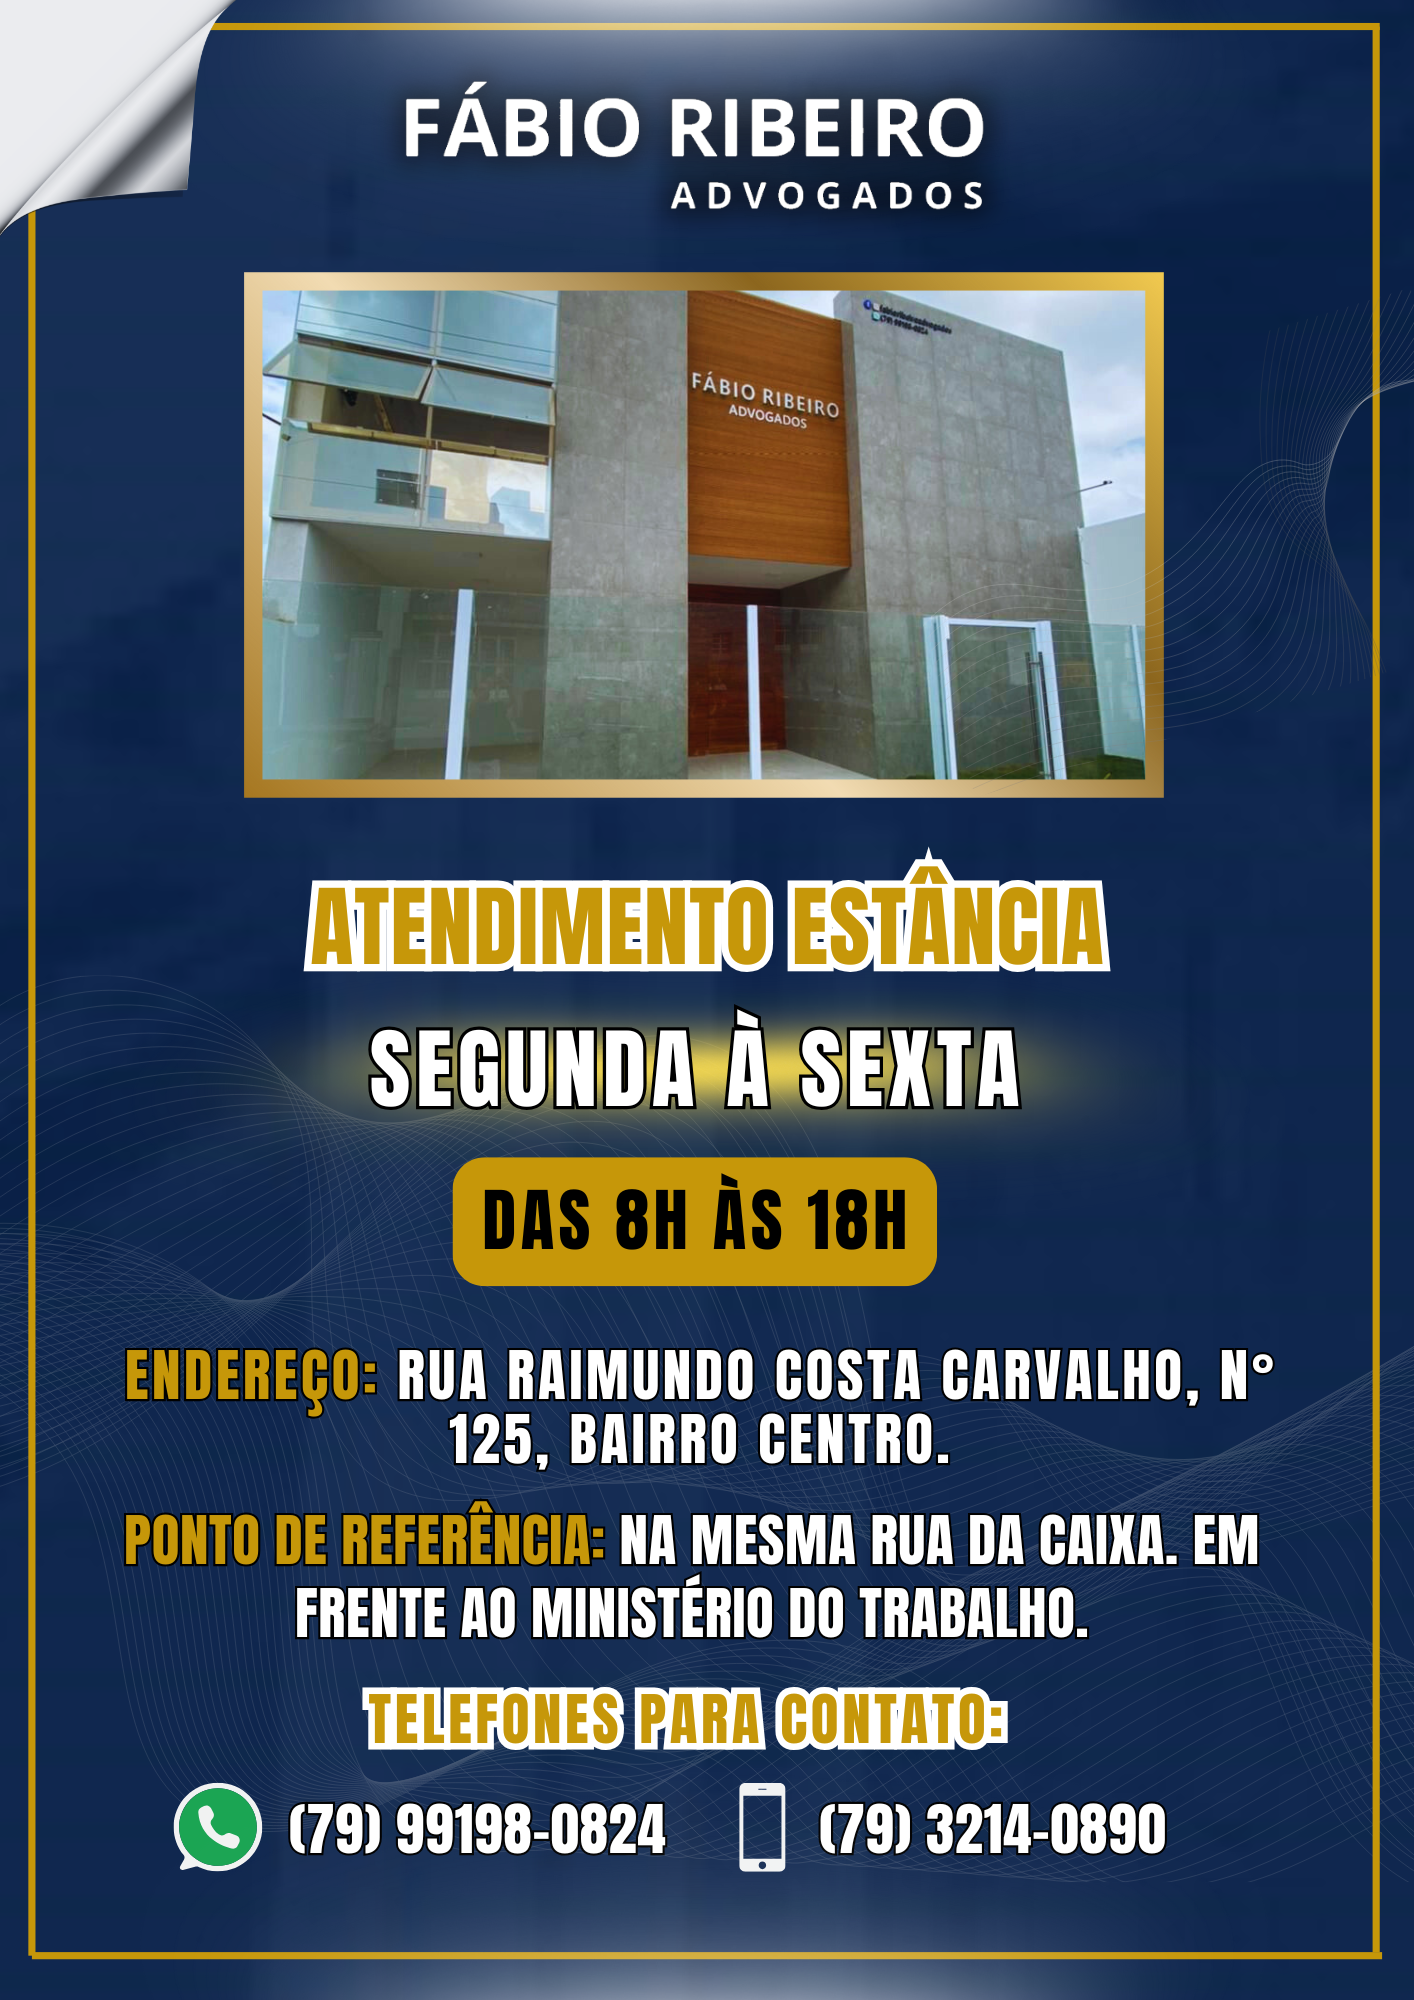 FÁBIO RIBEIRO
ADVOGADOS
FÁBIO RIBEIRO
ADVOGADOS
ATENDIMENTO ESTÂNCIA
SEGUNDA À SEXTA
DAS 8H ÀS 18H
ENDEREÇO: RUA RAIMUNDO COSTA CARVALHO, N°
125, BAIRRO CENTRO.
PONTO DE REFERÊNCIA: NA MESMA RUA DA CAIXA. EM
FRENTE AO MINISTÉRIO DO TRABALHO.
TELEFONES PARA CONTATO:
(79) 99198-0824 (79) 3214-0890